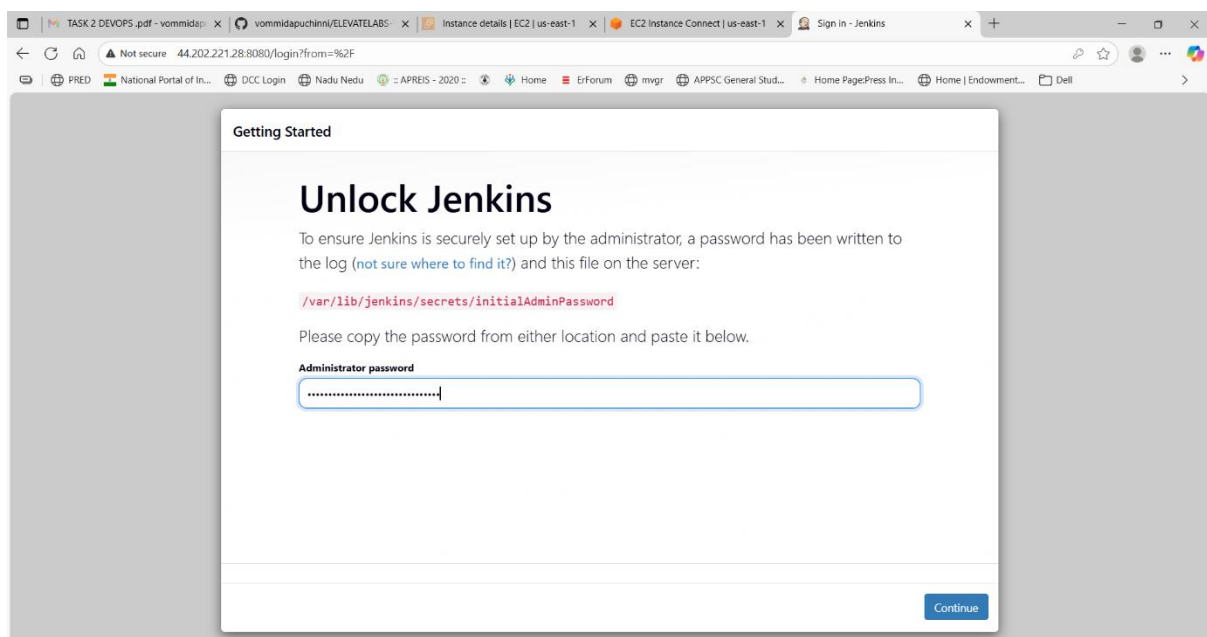 TASK 2 DEVOPS .pdf - vommidap
vommidapuchinni/ELEVATELABS-
Instance details | EC2 | us-east-1
EC2 Instance Connect | us-east-1
Sign in - Jenkins
Not secure 44.202.221.28:8080/login?from=%2F
PRED National Portal of In... DCC Login Nadu Nedu :: APREIS - 2020 :: Home ErForum mvgr APPSC General Stud... Home Page:Press In... Home | Endowment... Dell
Getting Started
Unlock Jenkins
To ensure Jenkins is securely set up by the administrator, a password has been written to
the log (not sure where to find it?) and this file on the server:
/var/lib/jenkins/secrets/initialAdminPassword
Please copy the password from either location and paste it below.
Administrator password
Continue